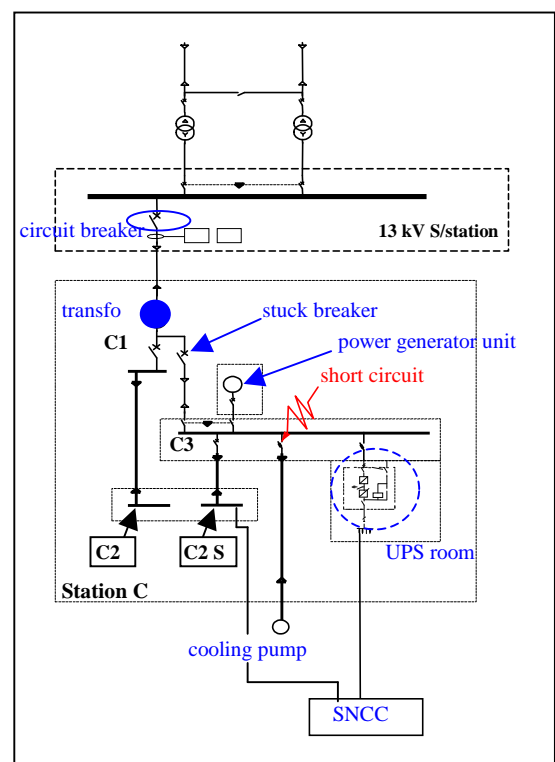 circuit breaker
13 kV S/station
transfo
stuck breaker
C1
power generator unit
short circuit
C3
C2
C2 S
UPS room
Station C
cooling pump
SNCC